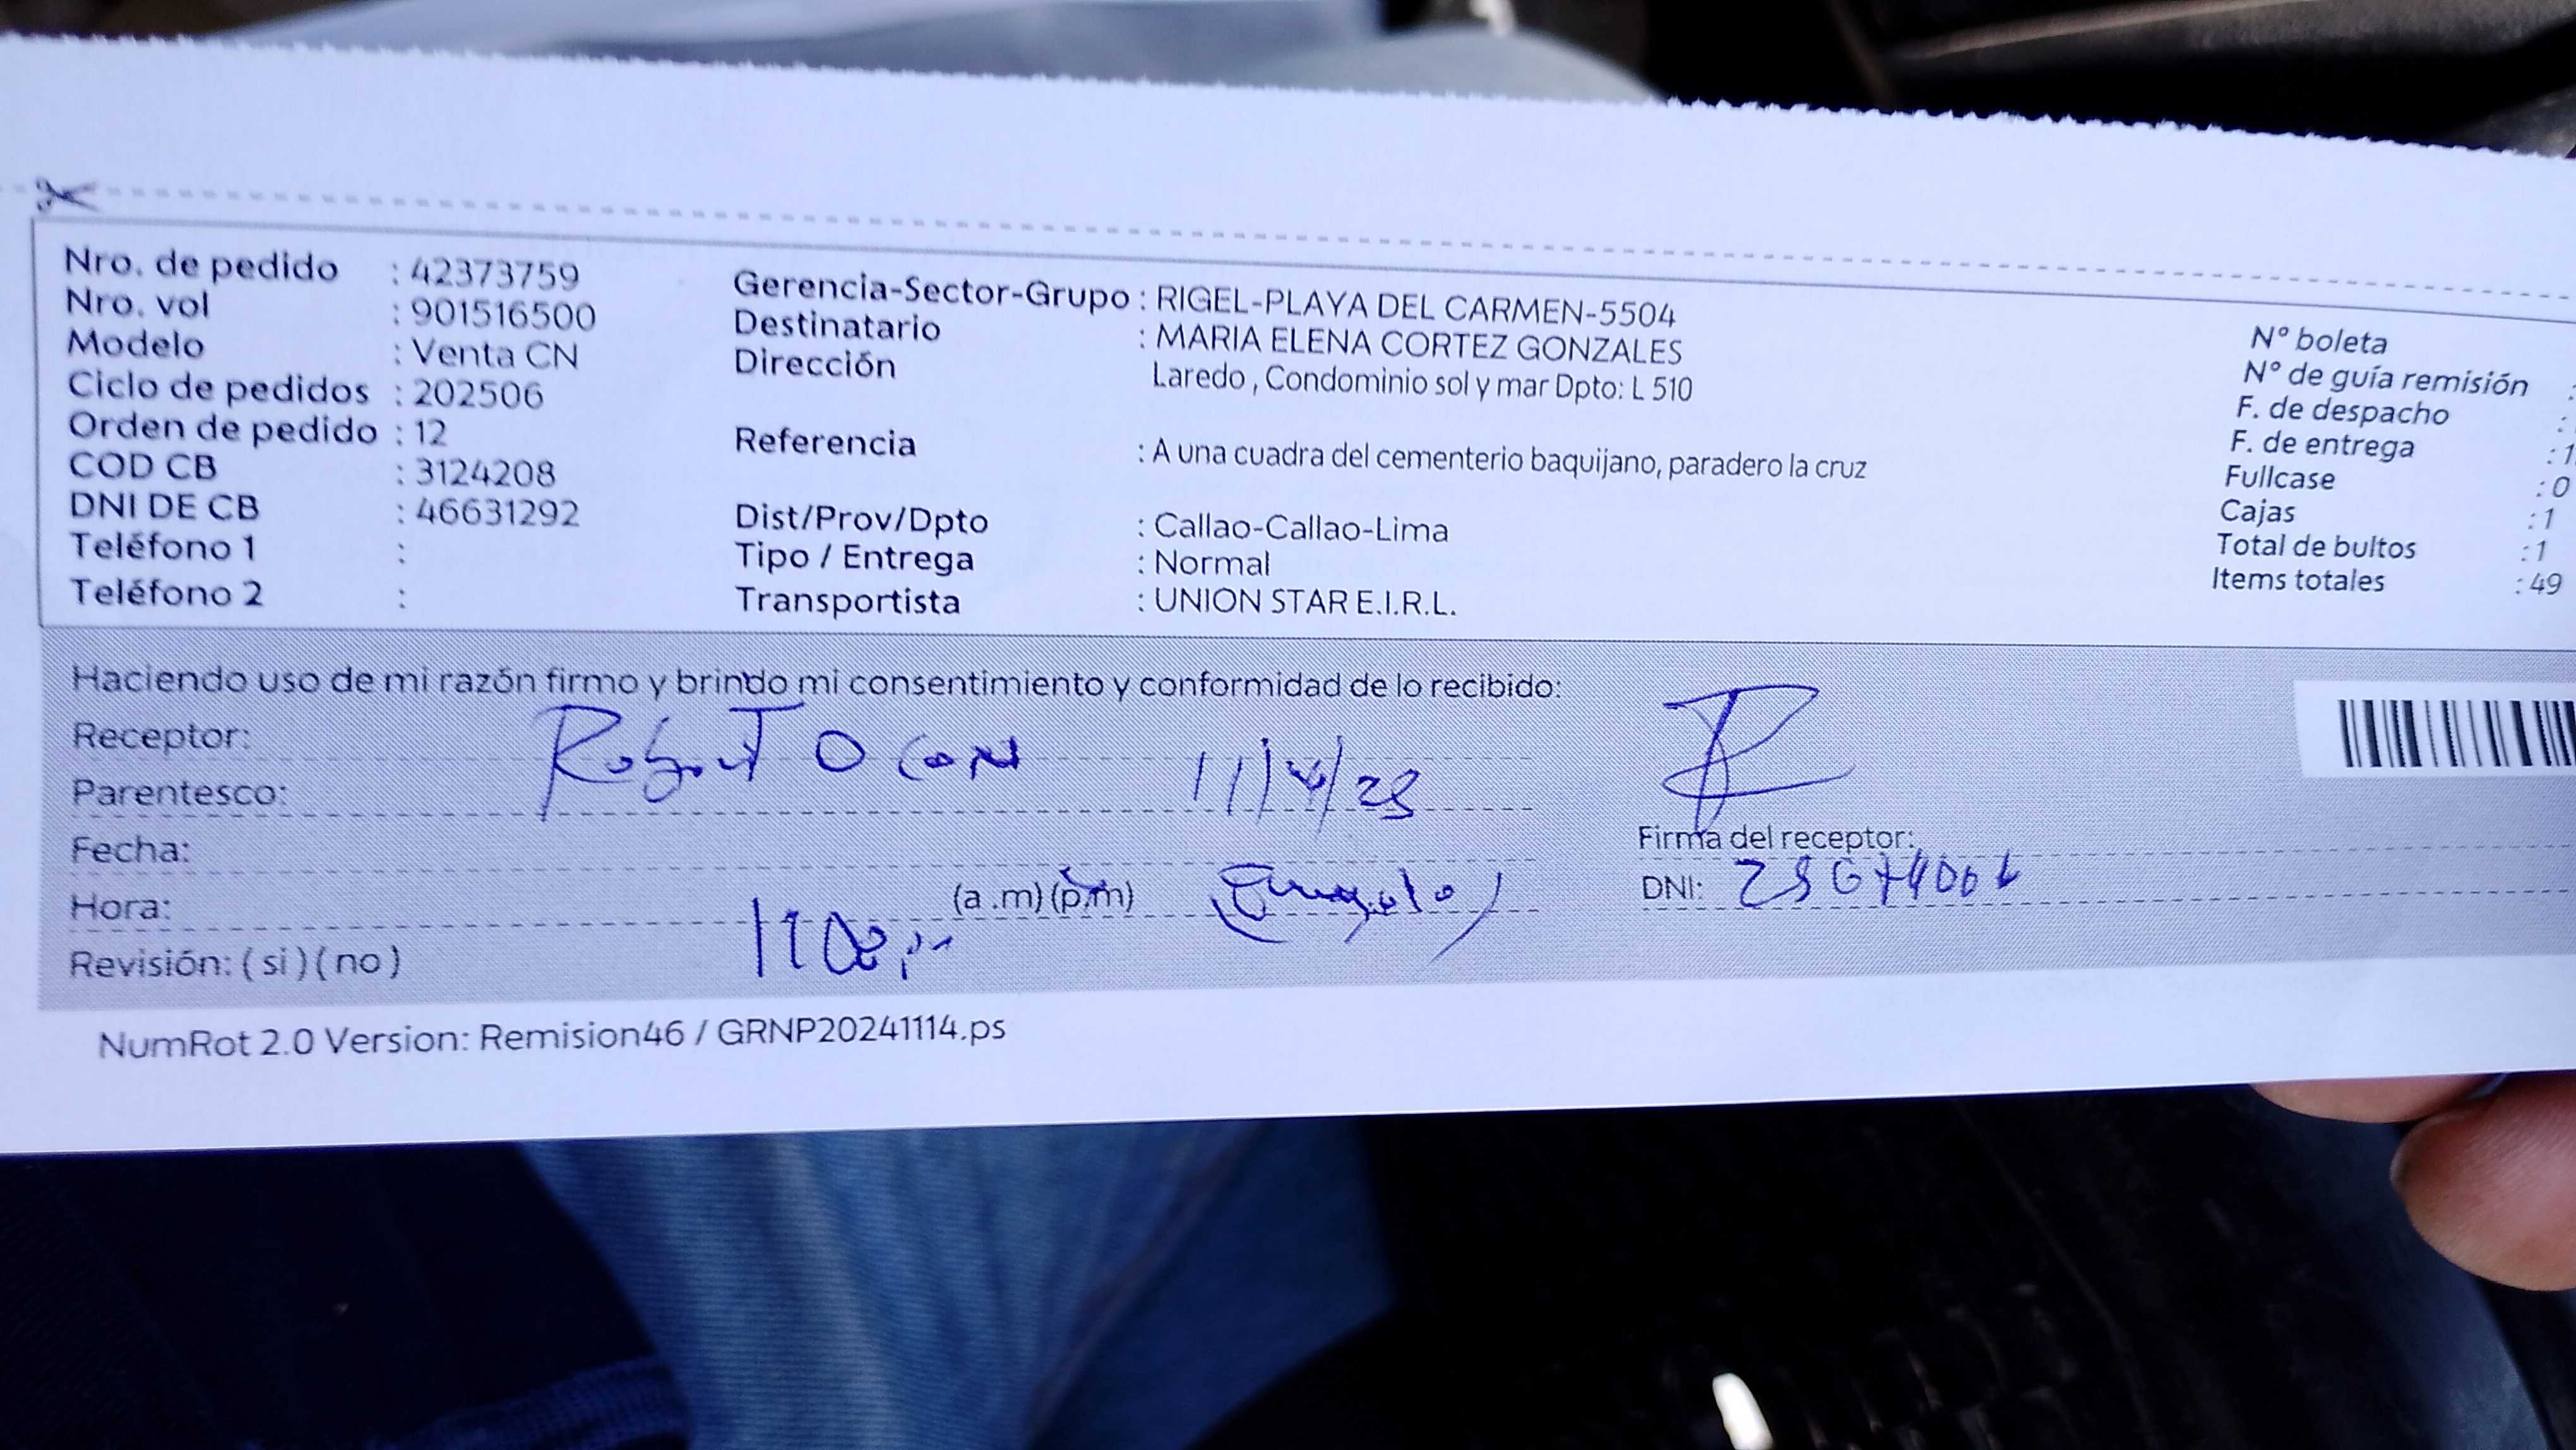 Nro. de pedido : 42373759
Nro. vol : 901516500
Modelo : Venta CN
Ciclo de pedidos : 202506
Orden de pedido : 12
COD CB : 3124208
DNI DE CB : 46631292
Teléfono 1 :
Teléfono 2 :
Gerencia-Sector-Grupo : RIGEL-PLAYA DEL CARMEN-5504
Destinatario : MARIA ELENA CORTEZ GONZALES
Dirección Laredo , Condominio sol y mar Dpto: L 510
Referencia : A una cuadra del cementerio baquijano, paradero la cruz
Dist/Prov/Dpto : Callao-Callao-Lima
Tipo / Entrega : Normal
Transportista : UNION STAR E.I.R.L.
N° boleta
N° de guía remisión :
F. de despacho :
F. de entrega : 1
Fullcase : 0
Cajas : 1
Total de bultos : 1
Items totales : 49
Haciendo uso de mi razón firmo y brindo mi consentimiento y conformidad de lo recibido:
Receptor:
Parentesco:
Fecha:
Hora: (a .m) (p.m)
Revisión: ( si ) ( no )
Firma del receptor:
DNI:
NumRot 2.0 Version: Remision46 / GRNP20241114.ps